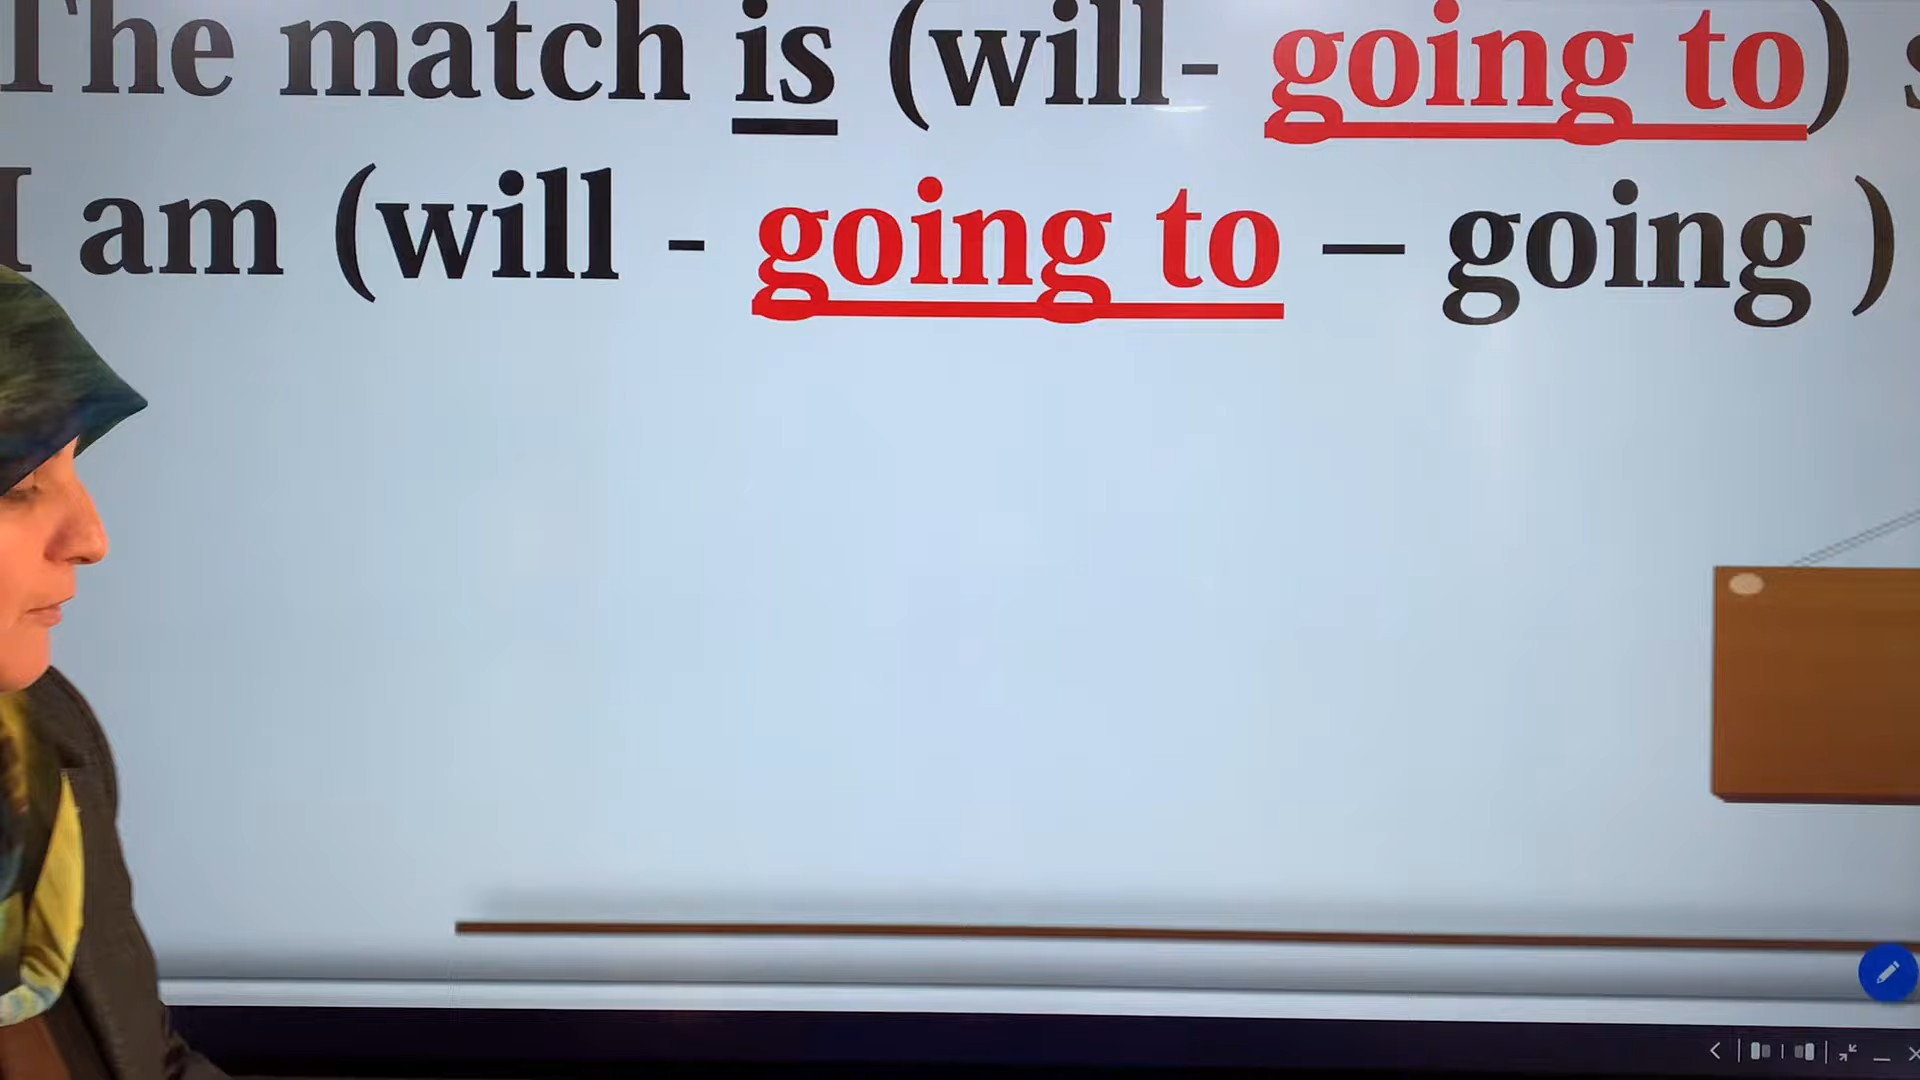 The match is (will- going to)
I am (will - going to – going )